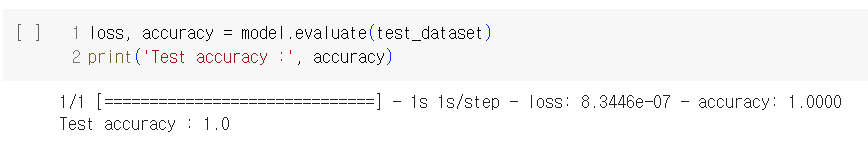 [ ] 1 loss, accuracy = model.evaluate(test_dataset)
2 print('Test accuracy :', accuracy)
1/1 [==============================] - 1s 1s/step - loss: 8.3446e-07 - accuracy: 1.0000
Test accuracy : 1.0